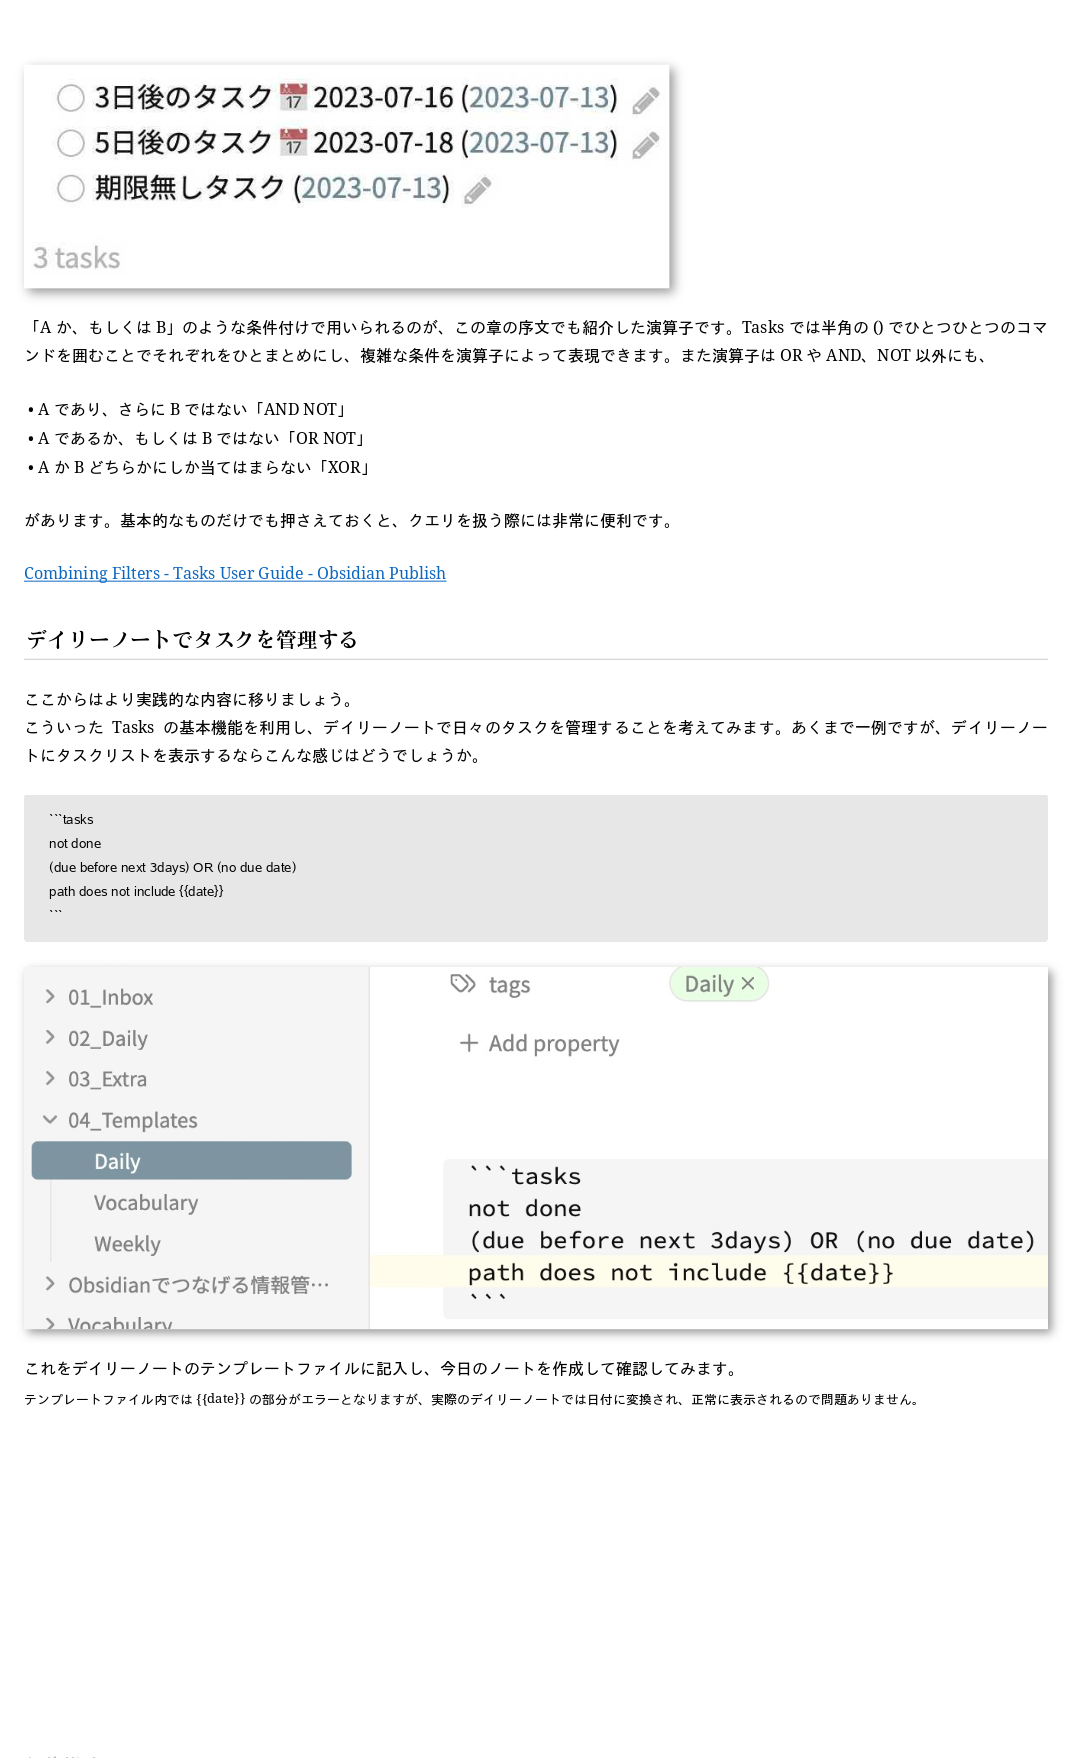 3日後のタスク 📅 2023-07-16 (2023-07-13)
5日後のタスク 📅 2023-07-18 (2023-07-13)
期限無しタスク (2023-07-13)
3 tasks
「A か、もしくは B」のような条件付けで用いられるのが、この章の序文でも紹介した演算子です。Tasks では半角の () でひとつひとつのコマ
ンドを囲むことでそれぞれをひとまとめにし、複雑な条件を演算子によって表現できます。また演算子は OR や AND、NOT 以外にも、
• A であり、さらに B ではない「AND NOT」
• A であるか、もしくは B ではない「OR NOT」
• A か B どちらかにしか当てはまらない「XOR」
があります。基本的なものだけでも押さえておくと、クエリを扱う際には非常に便利です。
Combining Filters - Tasks User Guide - Obsidian Publish
デイリーノートでタスクを管理する
ここからはより実践的な内容に移りましょう。
こういった Tasks の基本機能を利用し、デイリーノートで日々のタスクを管理することを考えてみます。あくまで一例ですが、デイリーノー
トにタスクリストを表示するならこんな感じはどうでしょうか。
```tasks
not done
(due before next 3days) OR (no due date)
path does not include {{date}}
```
01_Inbox
02_Daily
03_Extra
04_Templates
Daily
Vocabulary
Weekly
Obsidianでつなげる情報管…
Vocabulary
tags Daily ×
+ Add property
```tasks
not done
(due before next 3days) OR (no due date)
path does not include {{date}}
```
これをデイリーノートのテンプレートファイルに記入し、今日のノートを作成して確認してみます。
テンプレートファイル内では {{date}} の部分がエラーとなりますが、実際のデイリーノートでは日付に変換され、正常に表示されるので問題ありません。